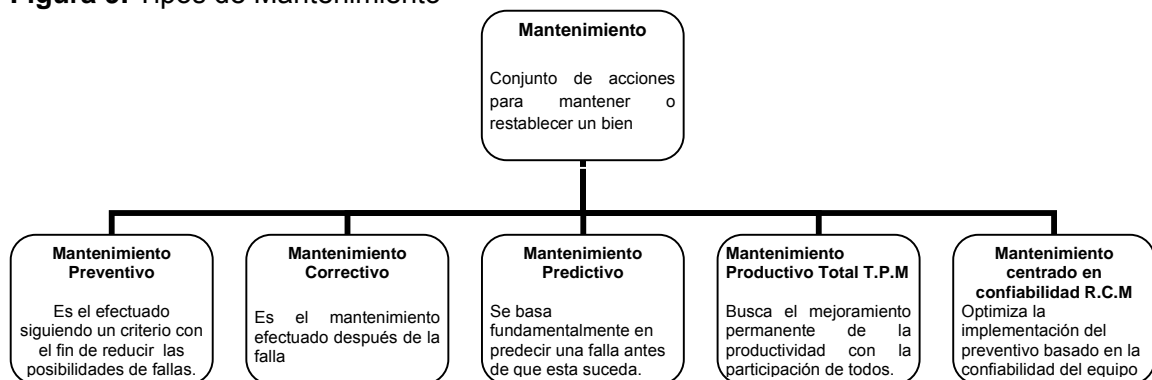 Figura 3. Tipos de Mantenimiento
Mantenimiento
Conjunto de acciones
para mantener o
restablecer un bien
Mantenimiento
Preventivo
Es el efectuado
siguiendo un criterio con
el fin de reducir las
posibilidades de fallas.
Mantenimiento
Correctivo
Es el mantenimiento
efectuado después de la
falla
Mantenimiento
Predictivo
Se basa
fundamentalmente en
predecir una falla antes
de que esta suceda.
Mantenimiento
Productivo Total T.P.M
Busca el mejoramiento
permanente de la
productividad con la
participación de todos.
Mantenimiento
centrado en
confiabilidad R.C.M
Optimiza la
implementación del
preventivo basado en la
confiabilidad del equipo